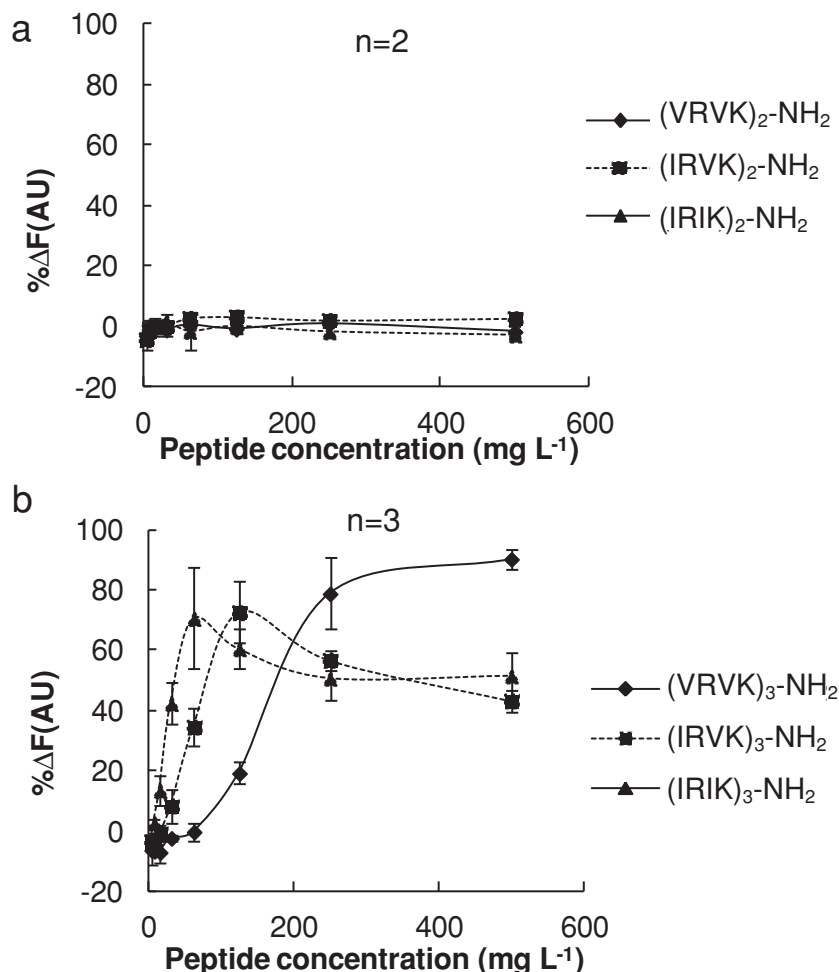 a
n=2
100
80
60
40
20
0
-20
%ΔF(AU)
0 200 400 600
Peptide concentration (mg L-1)
(VRVK)2-NH2
(IRVK)2-NH2
(IRIK)2-NH2
b
n=3
100
80
60
40
20
0
-20
%ΔF(AU)
0 200 400 600
Peptide concentration (mg L-1)
(VRVK)3-NH2
(IRVK)3-NH2
(IRIK)3-NH2